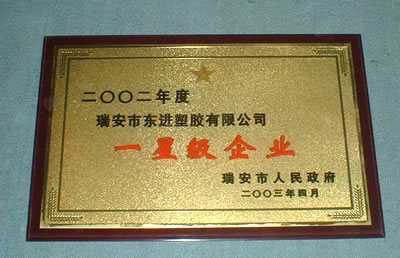 二〇〇二年度
瑞安市东进塑胶有限公司
一星级企业
瑞安市人民政府
二〇〇三年四月